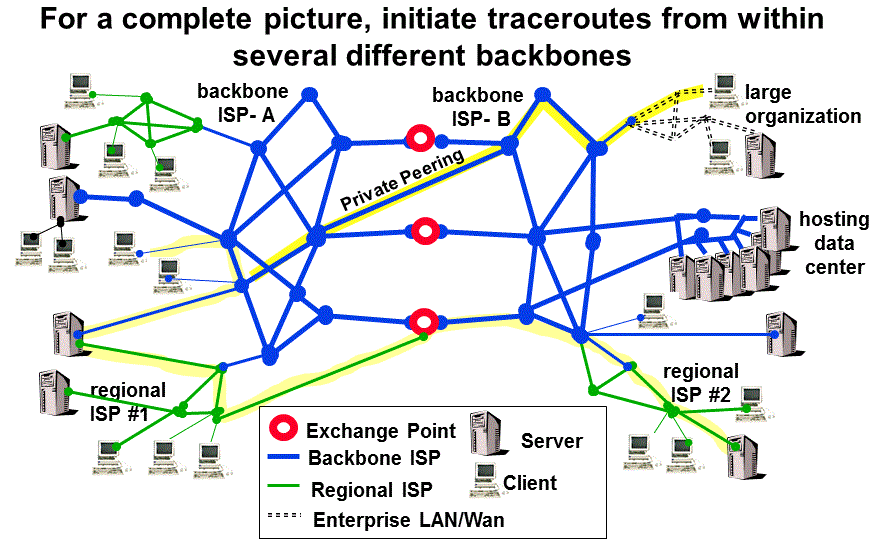 For a complete picture, initiate traceroutes from within
several different backbones
backbone
ISP- A
backbone
ISP- B
large
organization
Private Peering
hosting
data
center
regional
ISP #1
regional
ISP #2
Exchange Point
Backbone ISP
Regional ISP
Enterprise LAN/Wan
Server
Client